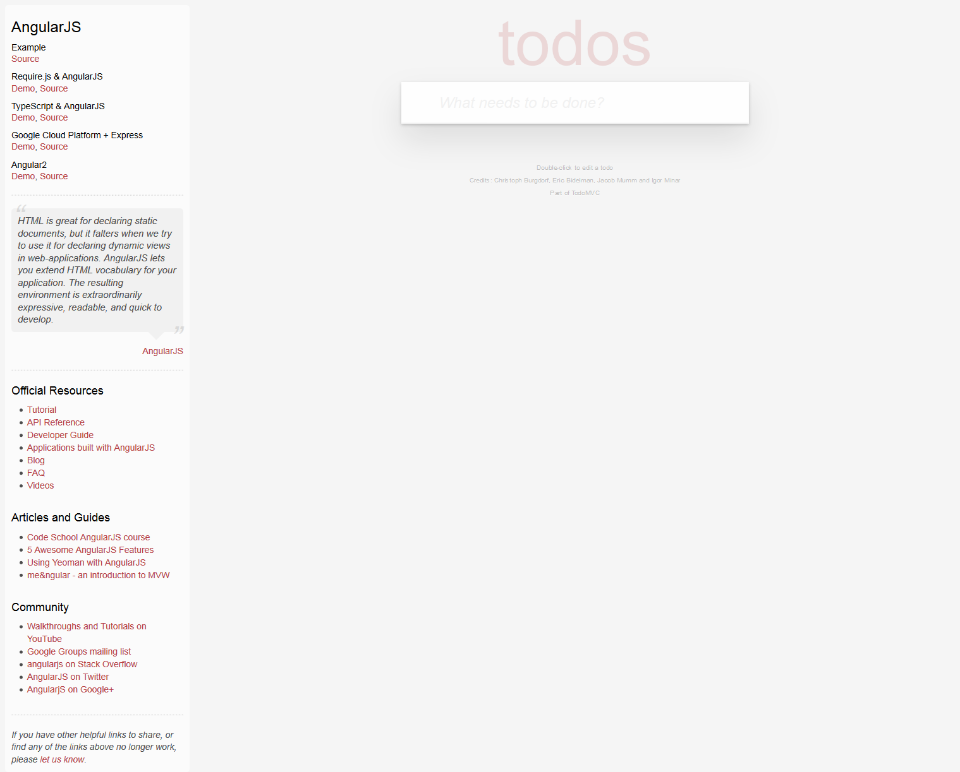 AngularJS
Example
Source
Require.js & AngularJS
Demo, Source
TypeScript & AngularJS
Demo, Source
Google Cloud Platform + Express
Demo, Source
Angular2
Demo, Source
“
HTML is great for declaring static
documents, but it falters when we try
to use it for declaring dynamic views
in web-applications. AngularJS lets
you extend HTML vocabulary for your
application. The resulting
environment is extraordinarily
expressive, readable, and quick to
develop.
”
AngularJS
Official Resources
Tutorial
API Reference
Developer Guide
Applications built with AngularJS
Blog
FAQ
Videos
Articles and Guides
Code School AngularJS course
5 Awesome AngularJS Features
Using Yeoman with AngularJS
me&ngular - an introduction to MVW
Community
Walkthroughs and Tutorials on
YouTube
Google Groups mailing list
angularjs on Stack Overflow
AngularJS on Twitter
AngularjS on Google+
If you have other helpful links to share, or
find any of the links above no longer work,
please let us know.
todos
What needs to be done?
Double-click to edit a todo
Credits: Christoph Burgdorf, Eric Bidelman, Jacob Mumm and Igor Minar
Part of TodoMVC